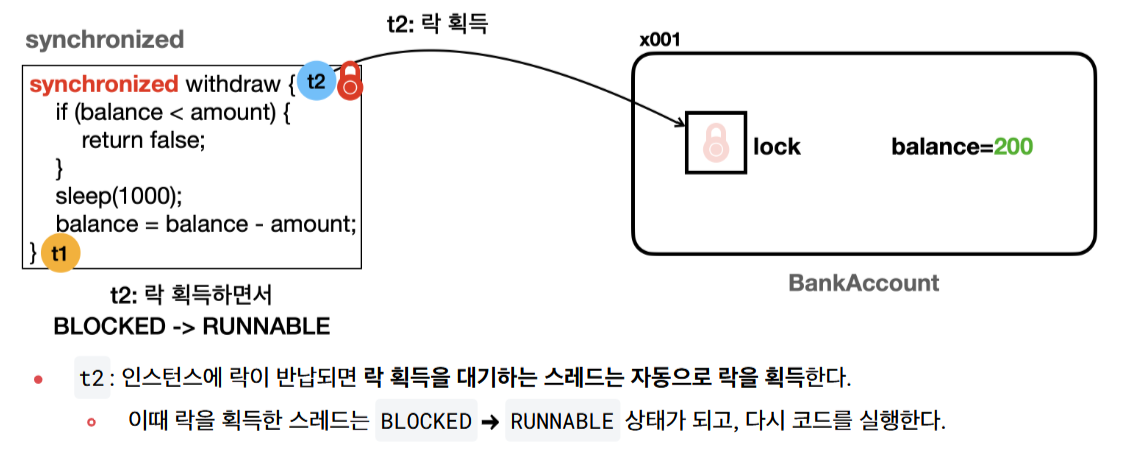 t2: 락 획득
synchronized
x001
synchronized withdraw { t2
if (balance < amount) {
return false;
}
sleep(1000);
balance = balance - amount;
} t1
lock
balance=200
BankAccount
t2: 락 획득하면서
BLOCKED -> RUNNABLE
• t2 : 인스턴스에 락이 반납되면 락 획득을 대기하는 스레드는 자동으로 락을 획득한다.
◦ 이때 락을 획득한 스레드는 BLOCKED → RUNNABLE 상태가 되고, 다시 코드를 실행한다.